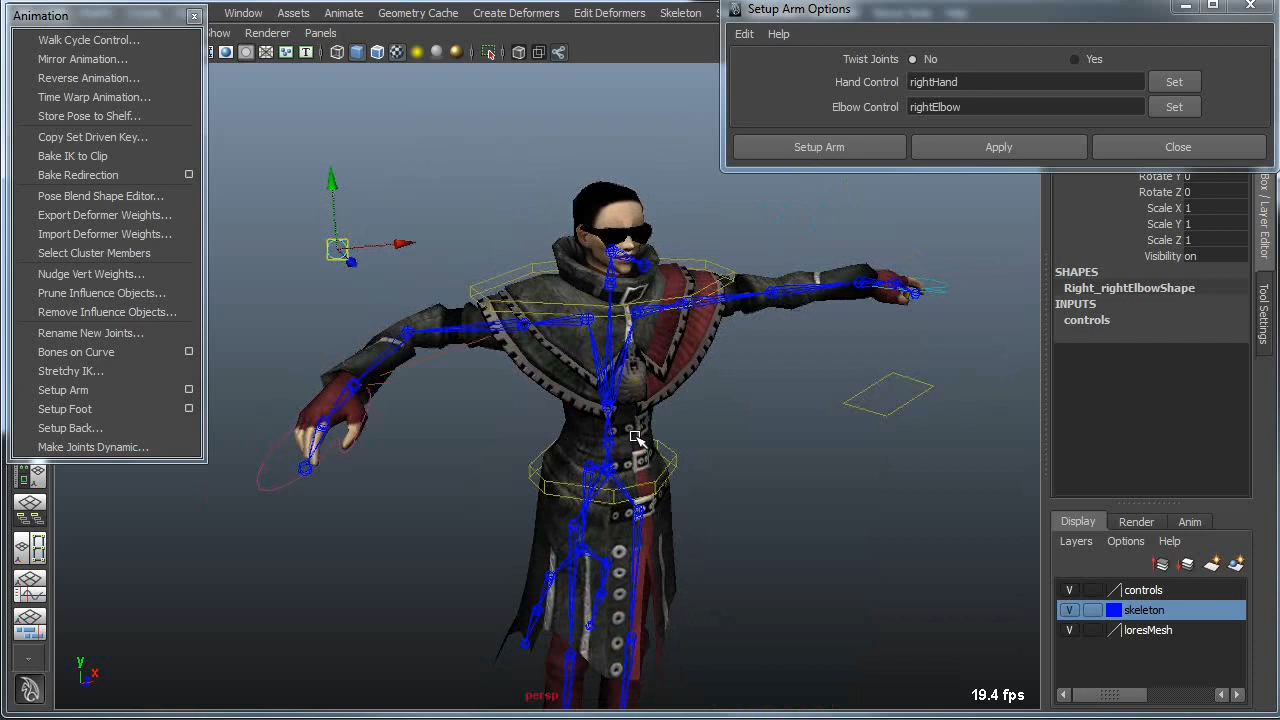 Animation
Walk Cycle Control...
Mirror Animation...
Reverse Animation...
Time Warp Animation...
Store Pose to Shelf...
Copy Set Driven Key...
Bake IK to Clip
Bake Redirection
Pose Blend Shape Editor...
Export Deformer Weights...
Import Deformer Weights...
Select Cluster Members
Nudge Vert Weights...
Prune Influence Objects...
Remove Influence Objects...
Rename New Joints...
Bones on Curve
Stretchy IK...
Setup Arm
Setup Foot
Setup Back...
Make Joints Dynamic...
Window Assets Animate Geometry Cache Create Deformers Edit Deformers Skeleton
Show Renderer Panels
Setup Arm Options
Edit Help
Twist Joints No Yes
Hand Control rightHand Set
Elbow Control rightElbow Set
Setup Arm Apply Close
Rotate Y 0
Rotate Z 0
Scale X 1
Scale Y 1
Scale Z 1
Visibility on
SHAPES
Right_rightElbowShape
INPUTS
controls
Box / Layer Editor
Tool Settings
Display Render Anim
Layers Options Help
V controls
V skeleton
V loresMesh
y
x
persp
19.4 fps